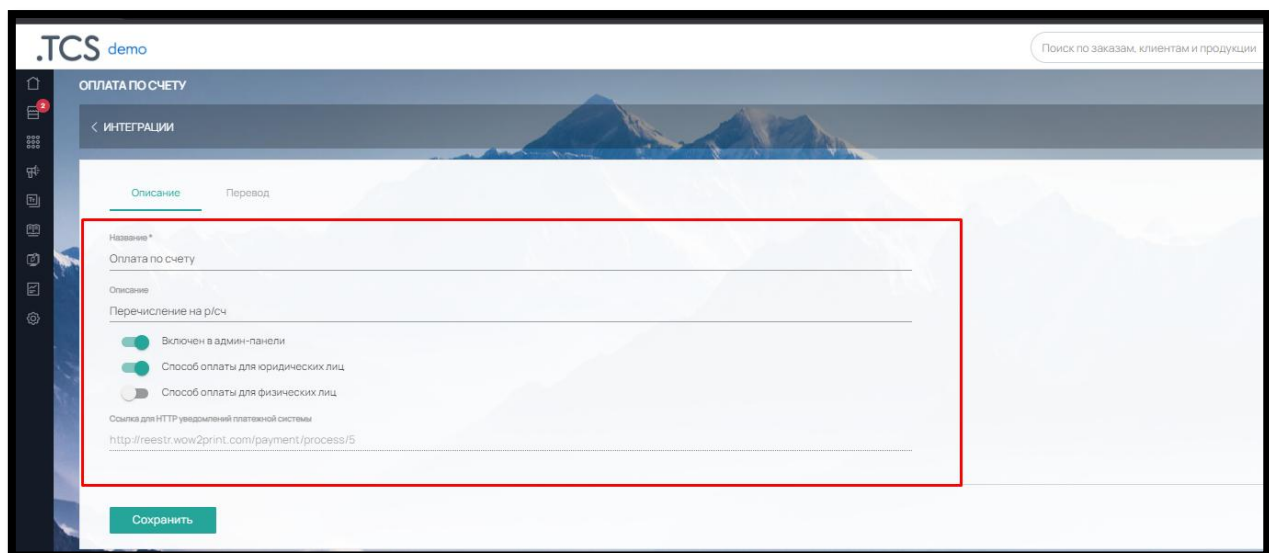 .TCS demo
Поиск по заказам, клиентам и продукции
2
ОПЛАТА ПО СЧЕТУ
< ИНТЕГРАЦИИ
Описание Перевод
Название *
Оплата по счету
Описание
Перечисление на р/сч
Включен в админ-панели
Способ оплаты для юридических лиц
Способ оплаты для физических лиц
Ссылка для HTTP уведомлений платежной системы
http://reestr.wow2print.com/payment/process/5
Сохранить